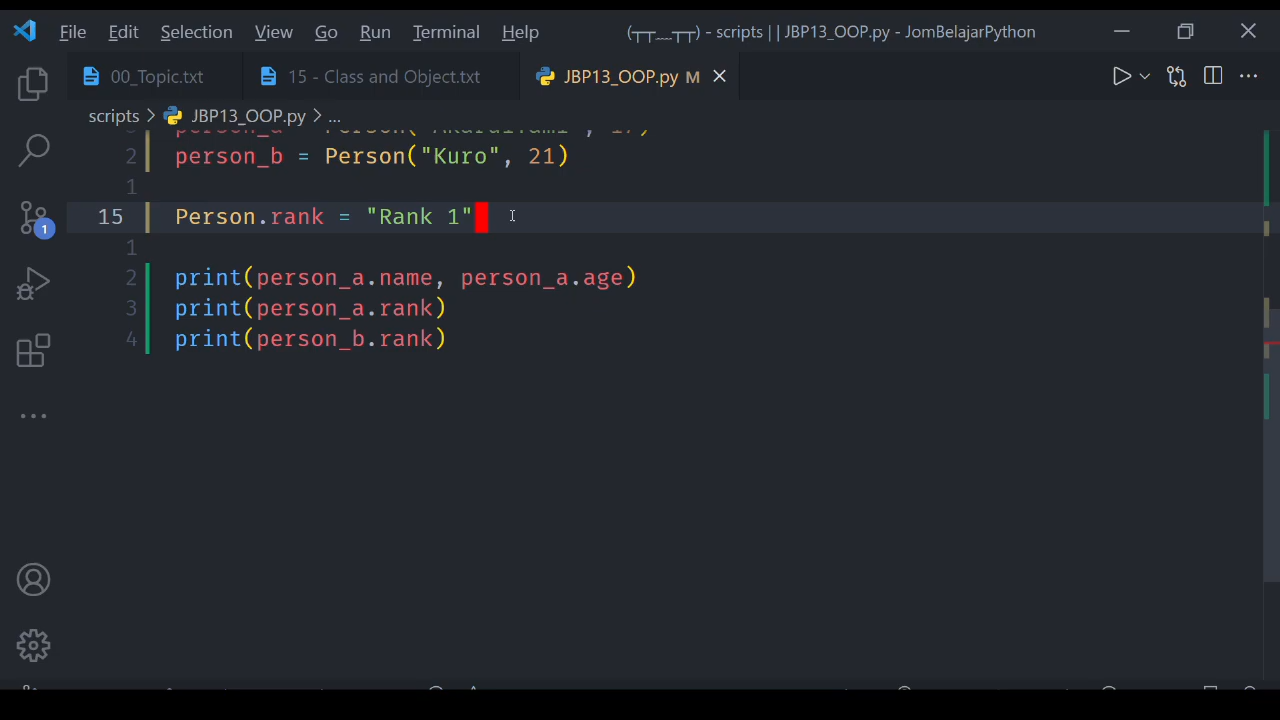 File Edit Selection View Go Run Terminal Help (┬┬﹏┬┬) - scripts || JBP13_OOP.py - JomBelajarPython
00_Topic.txt 15 - Class and Object.txt JBP13_OOP.py M
scripts > JBP13_OOP.py > ...
2 person_b = Person("Kuro", 21)
1
15 Person.rank = "Rank 1"
1
2 print(person_a.name, person_a.age)
3 print(person_a.rank)
4 print(person_b.rank)
1